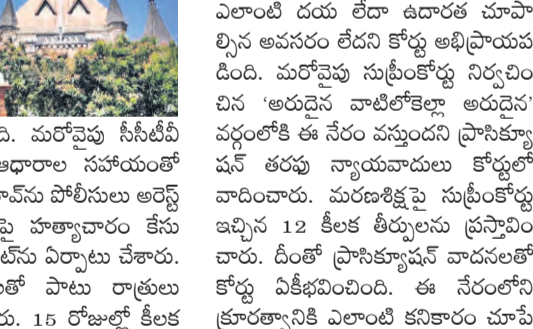 ది. మరోవైపు సీసీటీవీ
ఆధారాల సహాయంతో
వ్‌ను పోలీసులు అరెస్ట్
పై హత్యాచారం కేసు
ట్‌ను ఏర్పాటు చేశారు.
తో పాటు రాత్రులు
రు. 15 రోజుల్లో కీలక
ఎలాంటి దయ లేదా ఉదారత చూపా
ల్సిన అవసరం లేదని కోర్టు అభిప్రాయప
డింది. మరోవైపు సుప్రీంకోర్టు నిర్వచిం
చిన ‘అరుదైన వాటిలోకెల్లా అరుదైన’
వర్గంలోకి ఈ నేరం వస్తుందని ప్రాసిక్యూ
షన్ తరఫు న్యాయవాదులు కోర్టులో
వాదించారు. మరణశిక్షపై సుప్రీంకోర్టు
ఇచ్చిన 12 కీలక తీర్పులను ప్రస్తావిం
చారు. దీంతో ప్రాసిక్యూషన్ వాదనలతో
కోర్టు ఏకీభవించింది. ఈ నేరంలోని
క్రూరత్వానికి ఎలాంటి కనికారం చూపే